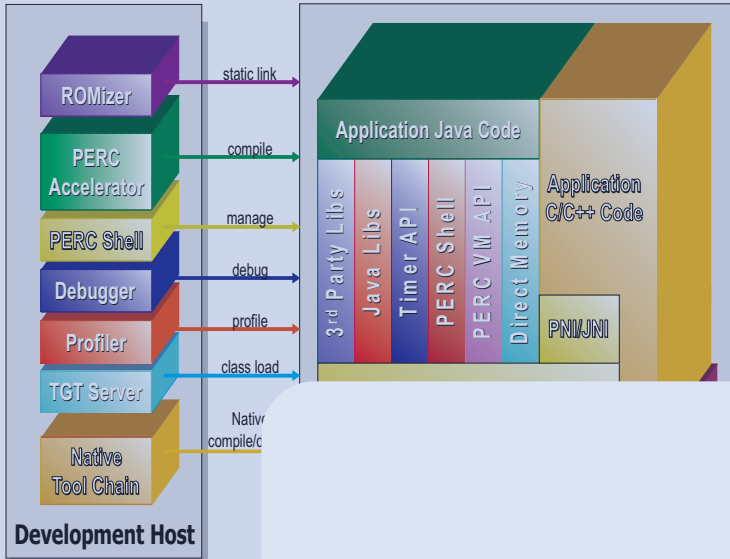 ROMizer
PERC
Accelerator
PERC Shell
Debugger
Profiler
TGT Server
Native
Tool Chain
Development Host
static link
compile
manage
debug
profile
class load
Native
Application Java Code
3rd Party Libs
Java Libs
Timer API
PERC Shell
PERC VM API
Direct Memory
Application
C/C++ Code
PNI/JNI